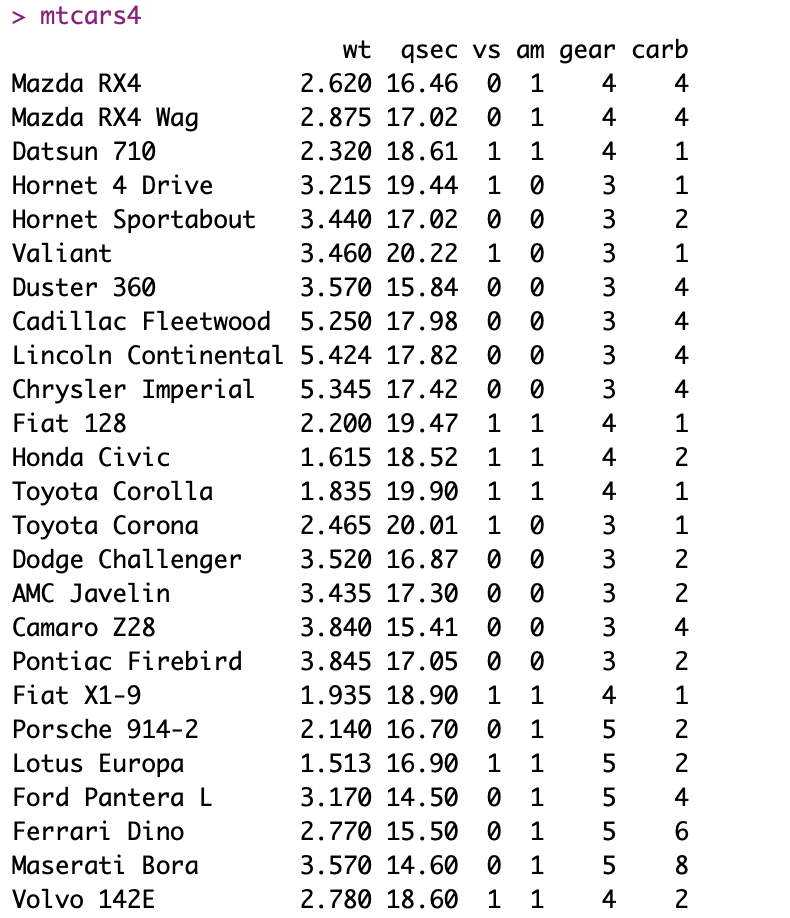 > mtcars4
wt qsec vs am gear carb
Mazda RX4 2.620 16.46 0 1 4 4
Mazda RX4 Wag 2.875 17.02 0 1 4 4
Datsun 710 2.320 18.61 1 1 4 1
Hornet 4 Drive 3.215 19.44 1 0 3 1
Hornet Sportabout 3.440 17.02 0 0 3 2
Valiant 3.460 20.22 1 0 3 1
Duster 360 3.570 15.84 0 0 3 4
Cadillac Fleetwood 5.250 17.98 0 0 3 4
Lincoln Continental 5.424 17.82 0 0 3 4
Chrysler Imperial 5.345 17.42 0 0 3 4
Fiat 128 2.200 19.47 1 1 4 1
Honda Civic 1.615 18.52 1 1 4 2
Toyota Corolla 1.835 19.90 1 1 4 1
Toyota Corona 2.465 20.01 1 0 3 1
Dodge Challenger 3.520 16.87 0 0 3 2
AMC Javelin 3.435 17.30 0 0 3 2
Camaro Z28 3.840 15.41 0 0 3 4
Pontiac Firebird 3.845 17.05 0 0 3 2
Fiat X1-9 1.935 18.90 1 1 4 1
Porsche 914-2 2.140 16.70 0 1 5 2
Lotus Europa 1.513 16.90 1 1 5 2
Ford Pantera L 3.170 14.50 0 1 5 4
Ferrari Dino 2.770 15.50 0 1 5 6
Maserati Bora 3.570 14.60 0 1 5 8
Volvo 142E 2.780 18.60 1 1 4 2